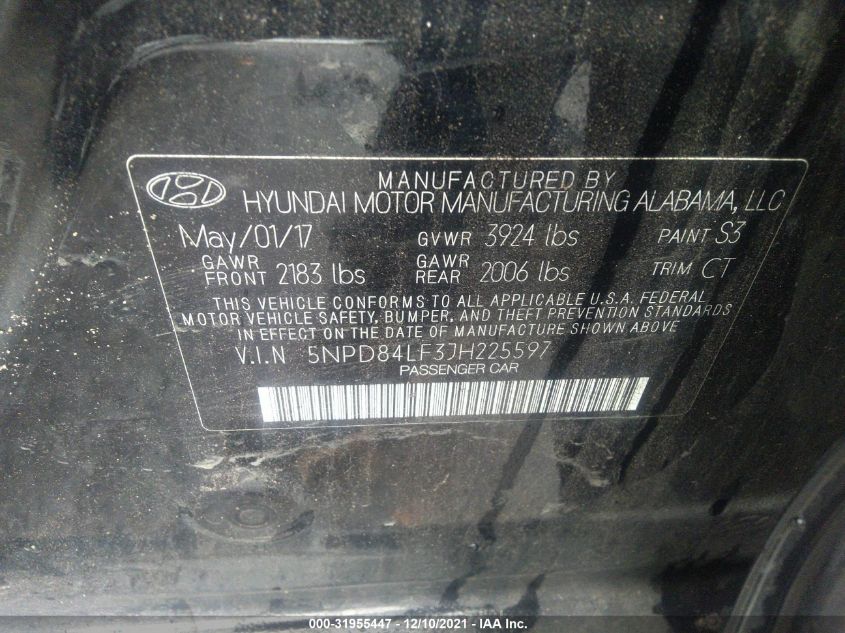 MANUFACTURED BY
HYUNDAI MOTOR MANUFACTURING ALABAMA, LLC
May/01/17 GVWR 3924 lbs PAINT S3
GAWR FRONT 2183 lbs GAWR REAR 2006 lbs TRIM CT
THIS VEHICLE CONFORMS TO ALL APPLICABLE U.S.A. FEDERAL
MOTOR VEHICLE SAFETY, BUMPER, AND THEFT PREVENTION STANDARDS
IN EFFECT ON THE DATE OF MANUFACTURE SHOWN ABOVE
V.I.N 5NPD84LF3JH225597
PASSENGER CAR
000-31955447 - 12/10/2021 - IAA Inc.